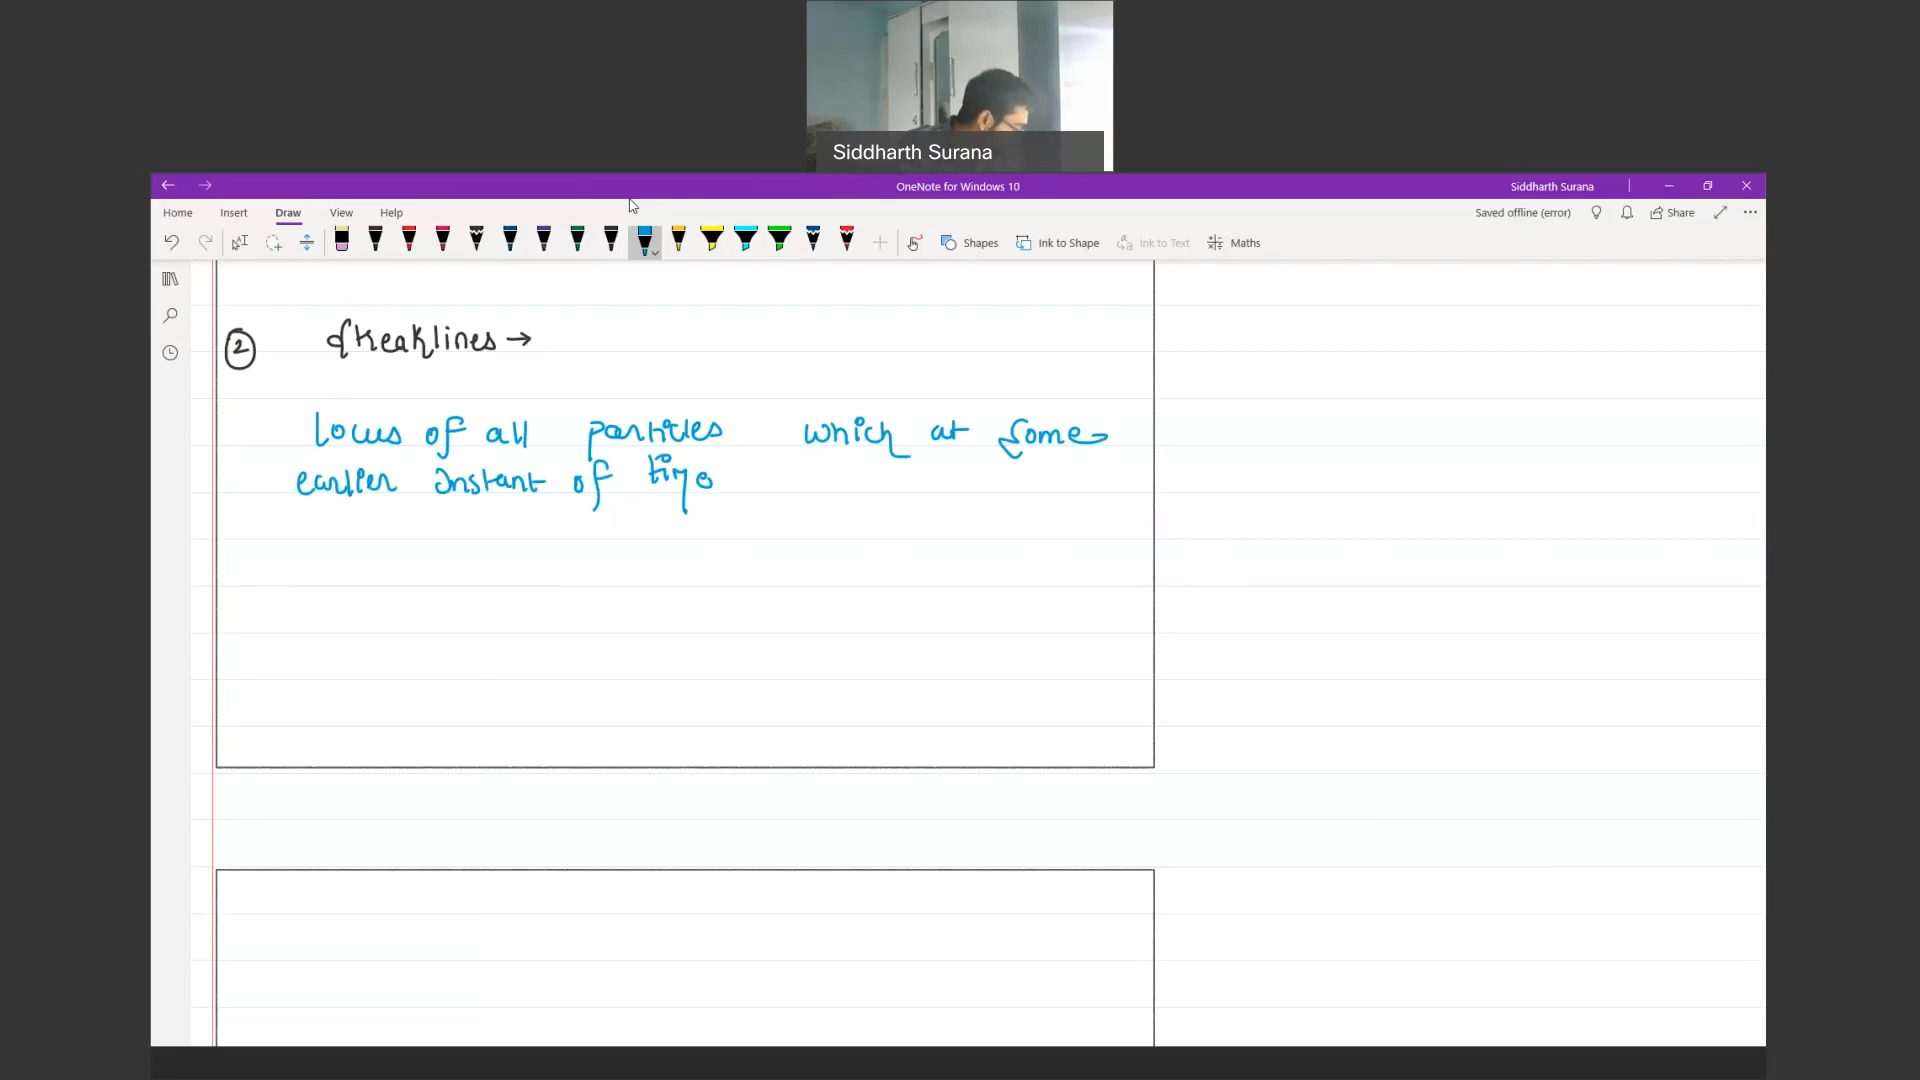 Siddharth Surana
OneNote for Windows 10
Siddharth Surana
Home Insert Draw View Help
Saved offline (error)
Share
Shapes
Ink to Shape
Ink to Text
Maths
2 Streaklines →
locus of all particles which at some
earlier instant of time